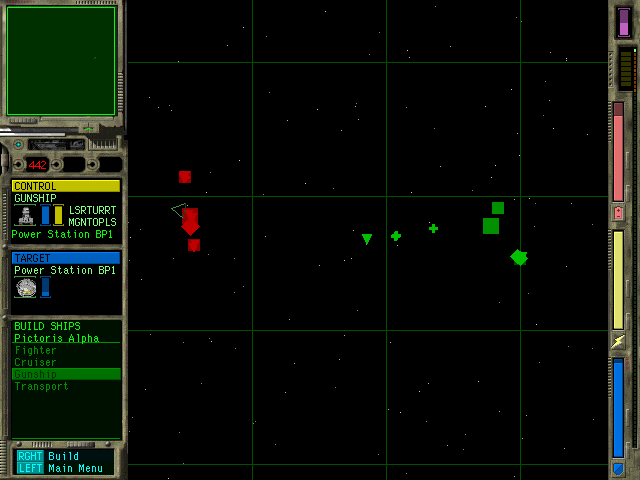 442
CONTROL
GUNSHIP
LSRTURRT
MGNTOPLS
Power Station BP1
TARGET
Power Station BP1
BUILD SHIPS
Pictoris Alpha
Fighter
Cruiser
Gunship
Transport
RGHT Build
LEFT Main Menu